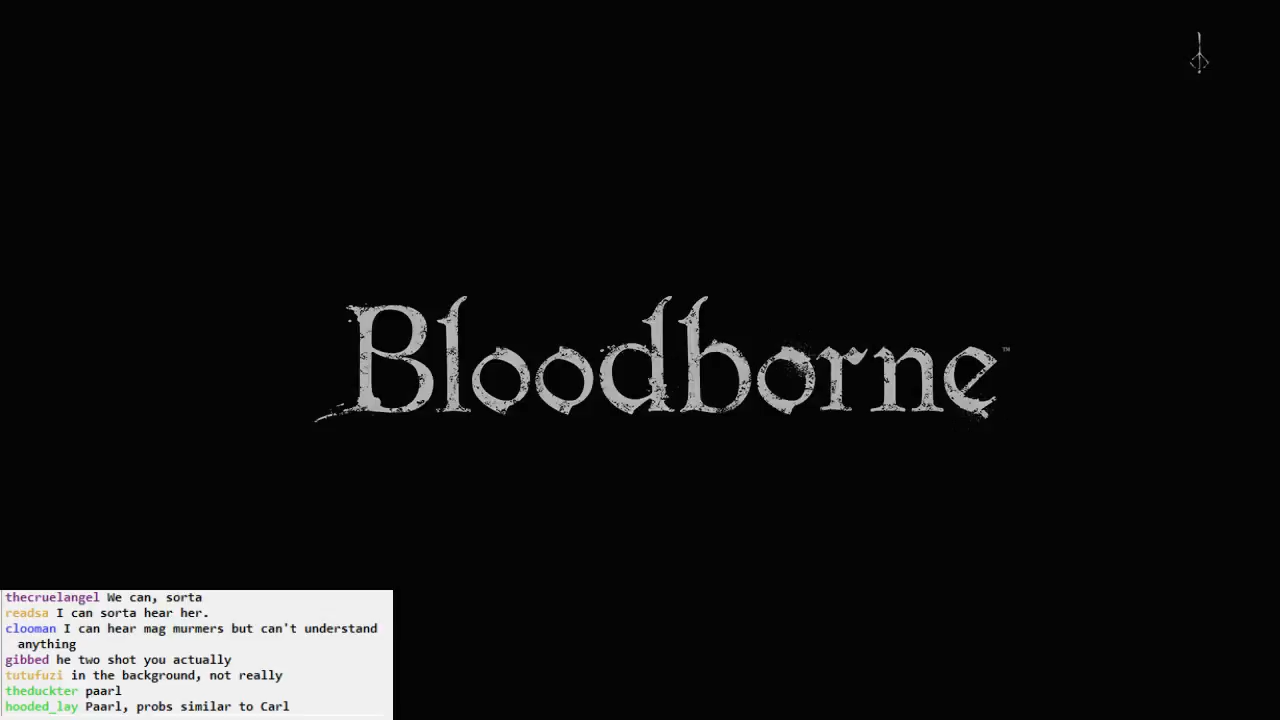 Bloodborne™
thecruelangel We can, sorta
readsa I can sorta hear her.
clooman I can hear mag murmers but can't understand
anything
gibbed he two shot you actually
tutufuzi in the background, not really
theduckter paarl
hooded_lay Paarl, probs similar to Carl